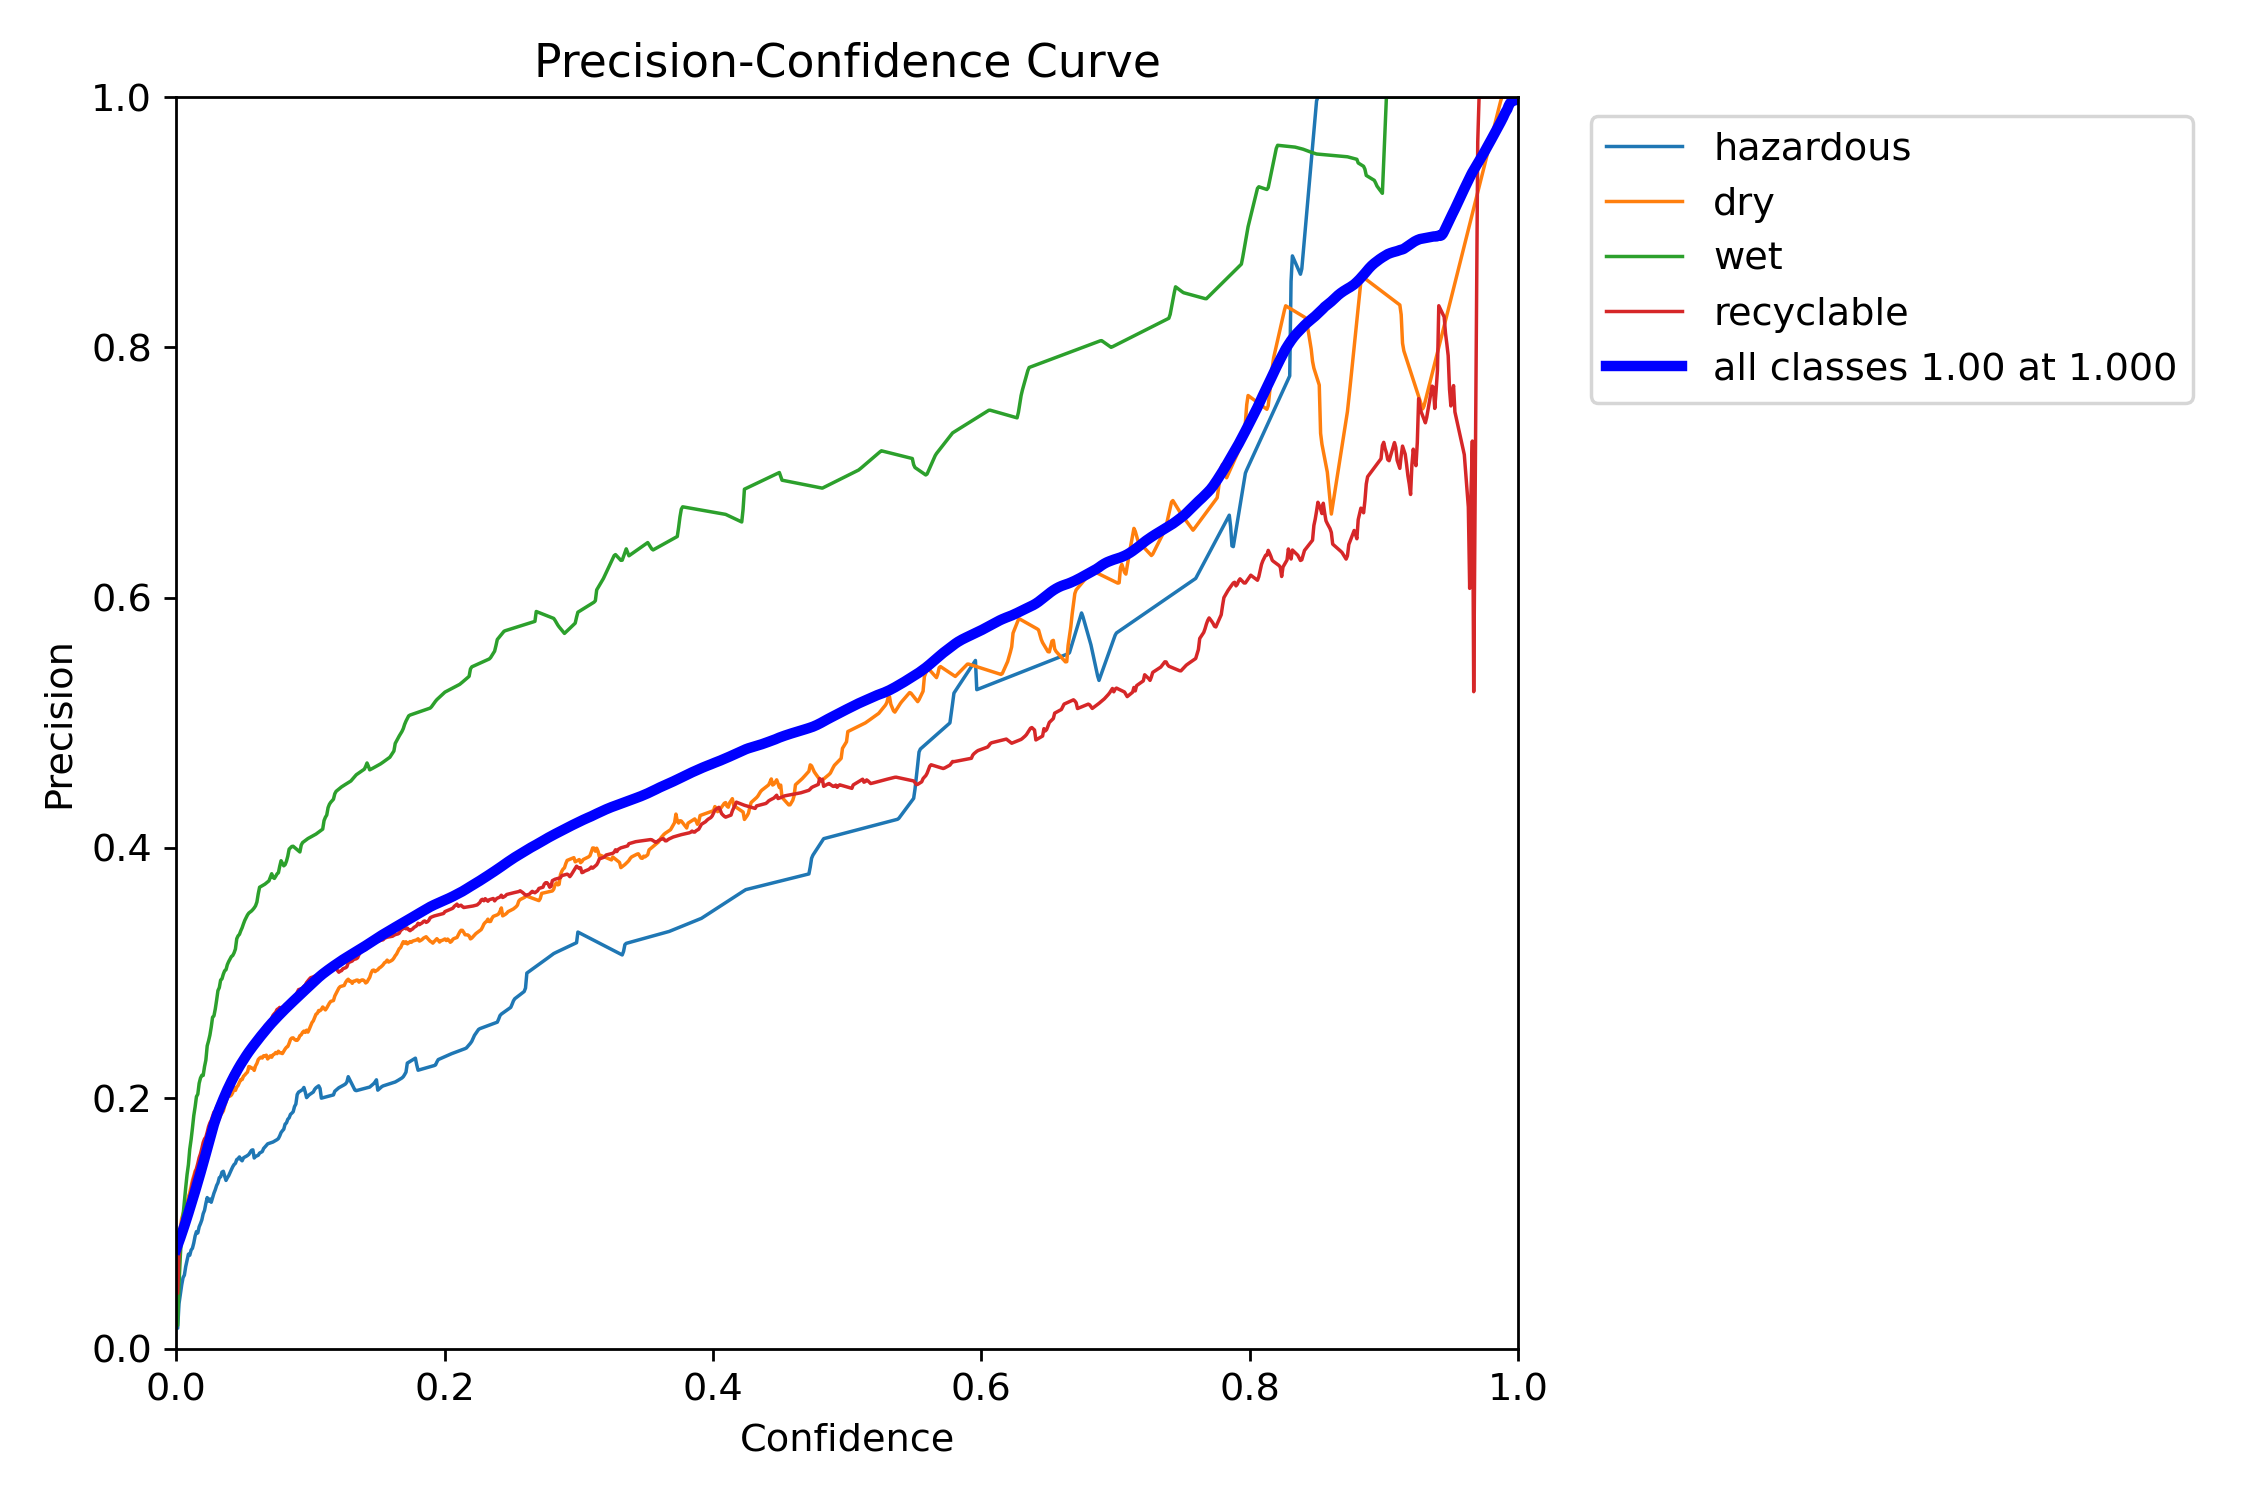 Precision-Confidence Curve
1.0
0.8
0.6
0.4
0.2
0.0
Precision
0.0 0.2 0.4 0.6 0.8 1.0
Confidence
hazardous
dry
wet
recyclable
all classes 1.00 at 1.000